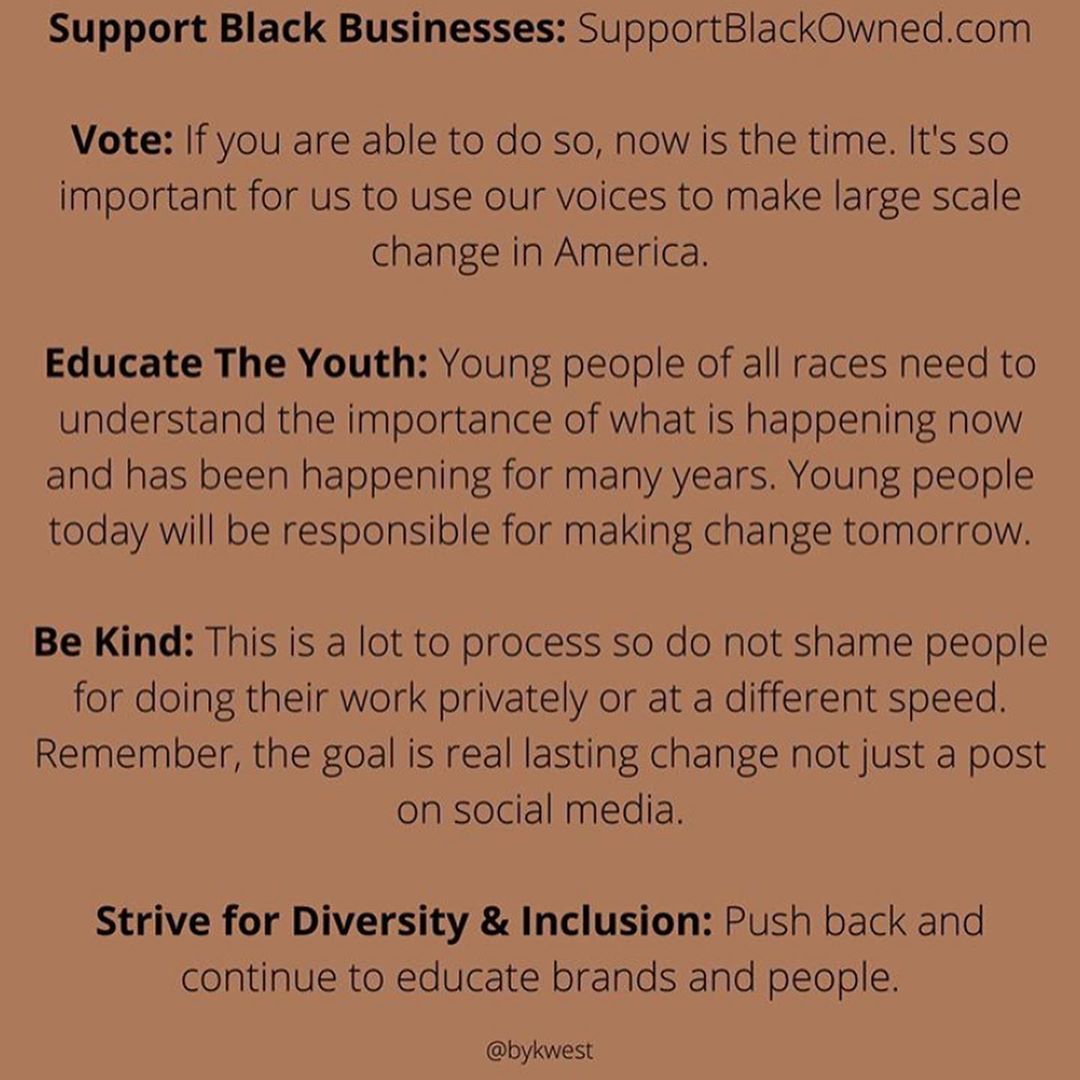 Support Black Businesses: SupportBlackOwned.com
Vote: If you are able to do so, now is the time. It's so
important for us to use our voices to make large scale
change in America.
Educate The Youth: Young people of all races need to
understand the importance of what is happening now
and has been happening for many years. Young people
today will be responsible for making change tomorrow.
Be Kind: This is a lot to process so do not shame people
for doing their work privately or at a different speed.
Remember, the goal is real lasting change not just a post
on social media.
Strive for Diversity & Inclusion: Push back and
continue to educate brands and people.
@bykwest